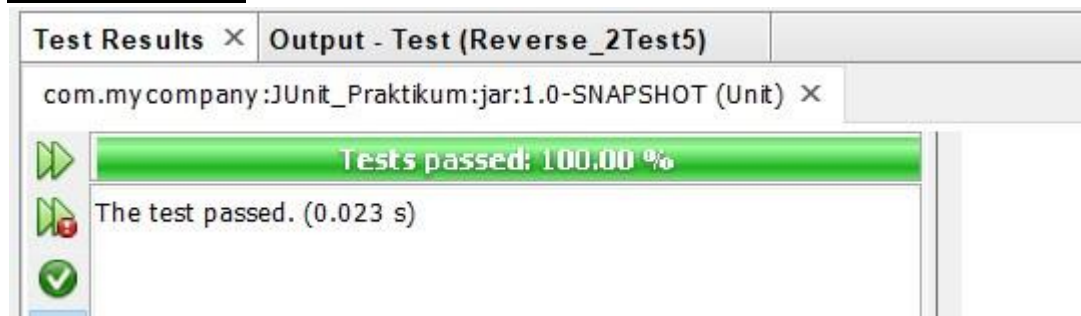 Test Results × Output - Test (Reverse_2Test5)
com.mycompany:JUnit_Praktikum:jar:1.0-SNAPSHOT (Unit) ×
Tests passed: 100.00 %
The test passed. (0.023 s)